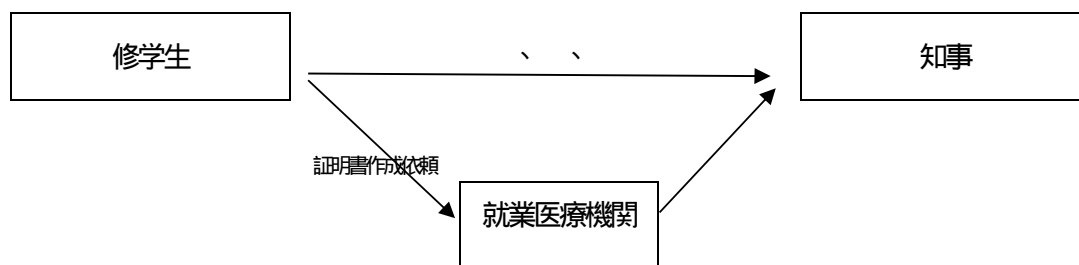 修学生
、 、
知事
証明書作成依頼
就業医療機関